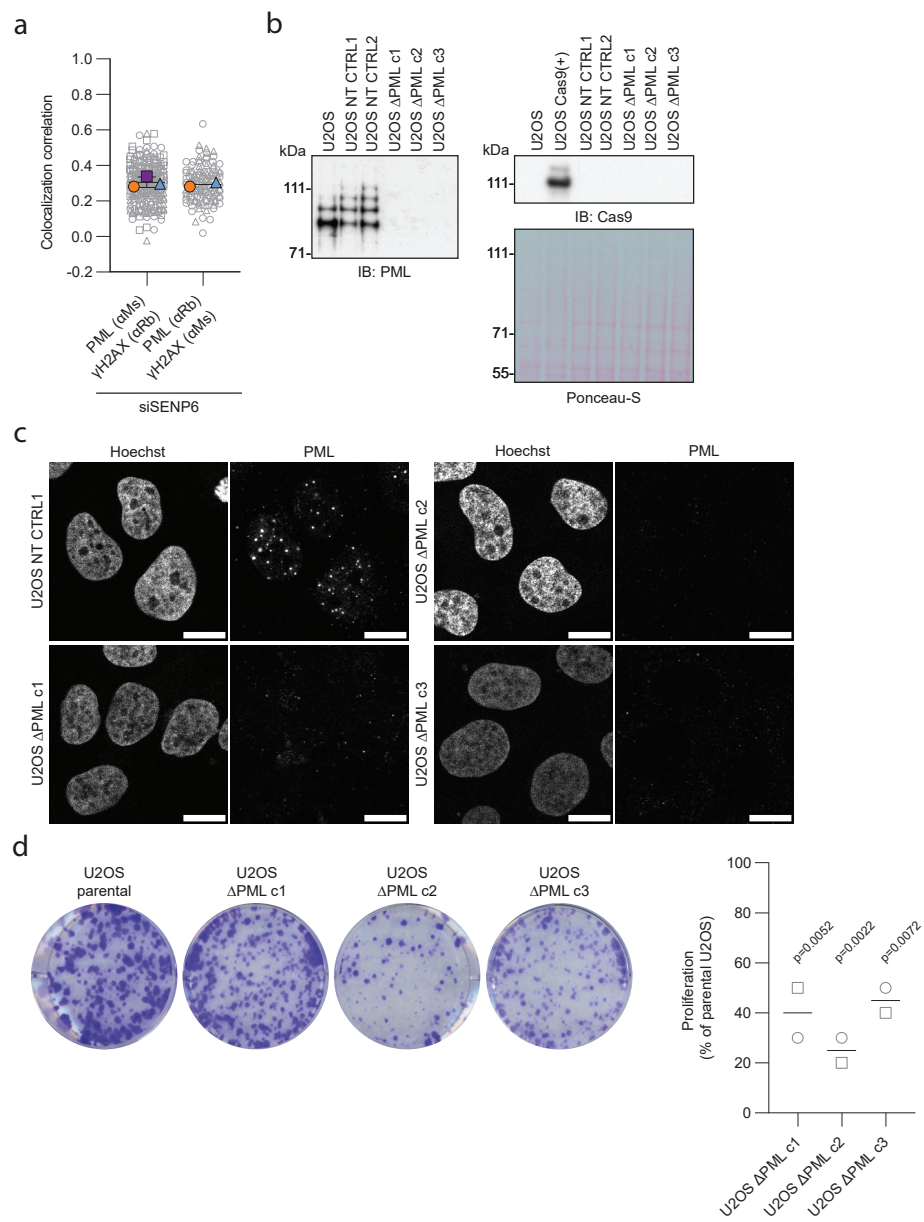 a
Colocalization correlation
1.0
0.8
0.6
0.4
0.2
0.0
-0.2
PML (αMs)
γH2AX (αRb)
PML (αRb)
γH2AX (αMs)
siSENP6
b
U2OS
U2OS NT CTRL1
U2OS NT CTRL2
U2OS ΔPML c1
U2OS ΔPML c2
U2OS ΔPML c3
kDa
111
71
IB: PML
U2OS
U2OS Cas9(+)
U2OS NT CTRL1
U2OS NT CTRL2
U2OS ΔPML c1
U2OS ΔPML c2
U2OS ΔPML c3
kDa
111
IB: Cas9
111
71
55
Ponceau-S
c
Hoechst
PML
Hoechst
PML
U2OS NT CTRL1
U2OS ΔPML c2
U2OS ΔPML c1
U2OS ΔPML c3
d
U2OS
parental
U2OS
ΔPML c1
U2OS
ΔPML c2
U2OS
ΔPML c3
Proliferation
(% of parental U2OS)
100
80
60
40
20
0
p=0.0052
p=0.0022
p=0.0072
U2OS ΔPML c1
U2OS ΔPML c2
U2OS ΔPML c3